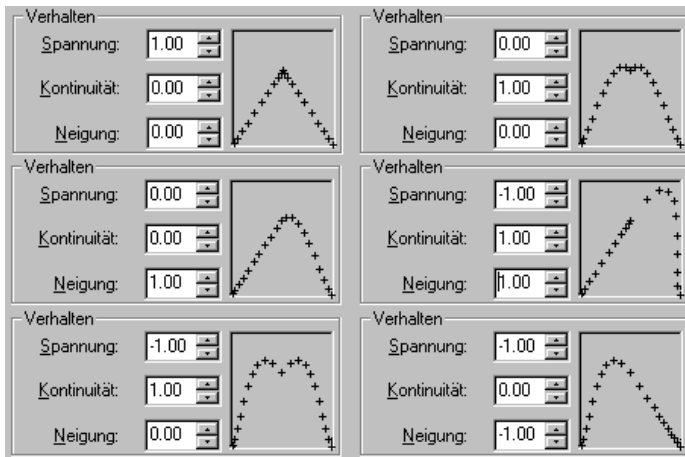 Verhalten
Spannung: 1.00
Kontinuität: 0.00
Neigung: 0.00
Verhalten
Spannung: 0.00
Kontinuität: 1.00
Neigung: 0.00
Verhalten
Spannung: 0.00
Kontinuität: 0.00
Neigung: 1.00
Verhalten
Spannung: -1.00
Kontinuität: 1.00
Neigung: 1.00
Verhalten
Spannung: -1.00
Kontinuität: 1.00
Neigung: 0.00
Verhalten
Spannung: -1.00
Kontinuität: 0.00
Neigung: -1.00